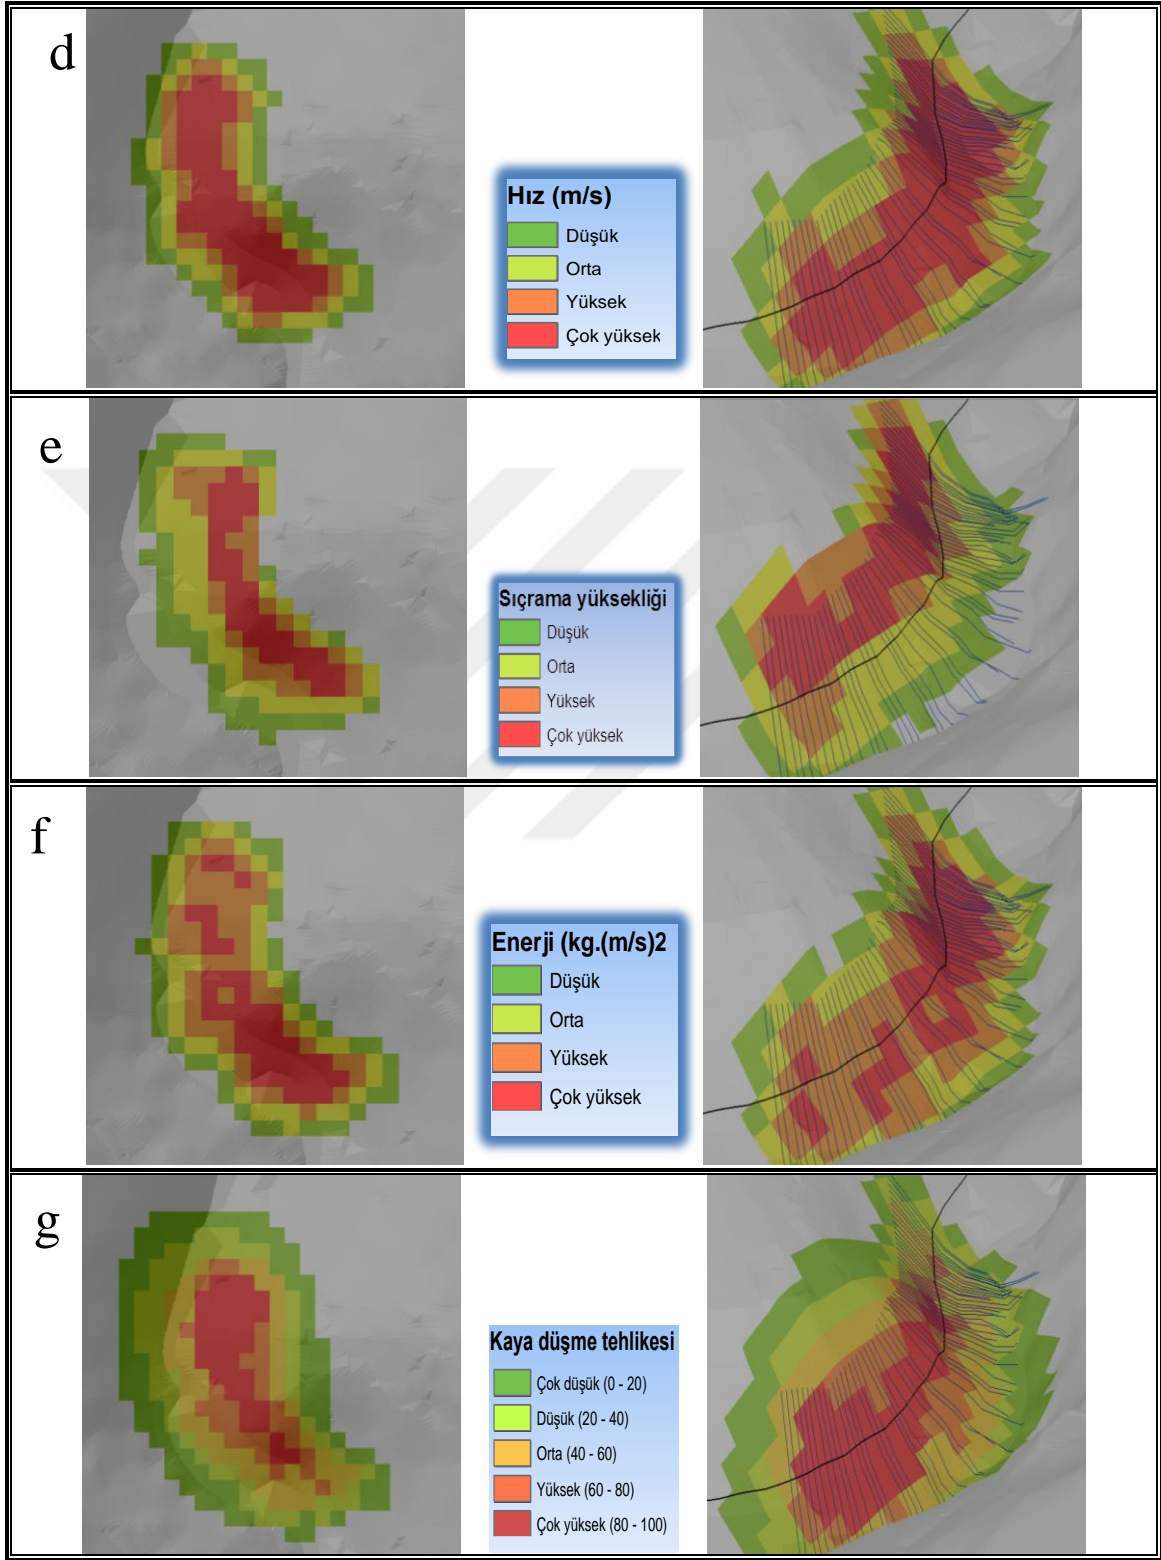 d
Hız (m/s)
Düşük
Orta
Yüksek
Çok yüksek
e
Sıçrama yüksekliği
Düşük
Orta
Yüksek
Çok yüksek
f
Enerji (kg.(m/s)2
Düşük
Orta
Yüksek
Çok yüksek
g
Kaya düşme tehlikesi
Çok düşük (0 - 20)
Düşük (20 - 40)
Orta (40 - 60)
Yüksek (60 - 80)
Çok yüksek (80 - 100)